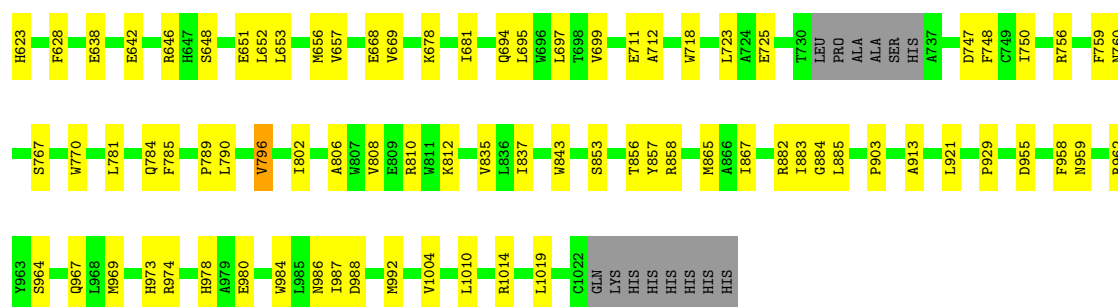 H623 F628 E638 E642 R646 H647 S648 E651 L652 L653 M656 V657 E668 V669 K678 I681 Q694 L695 W696 L697 T698 V699 E711 A712 W718 L723 A724 E725 T730 LEU PRO ALA ALA SER HIS A737 D747 F748 C749 I750 R756 F759 N760
S767 W770 L781 Q784 F785 P789 L790 V796 I802 A806 W807 V808 E809 R810 W811 K812 V835 L836 I837 W843 S853 T856 Y857 R858 M865 A866 I867 R882 I883 G884 L885 P903 A913 L921 P929 D955 F958 N959 R962
Y963 S964 Q967 L968 M969 H973 R974 H978 A979 E980 W984 L985 N986 I987 D988 M992 V1004 L1010 R1014 L1019 C1022 GLN LYS HIS HIS HIS HIS HIS HIS